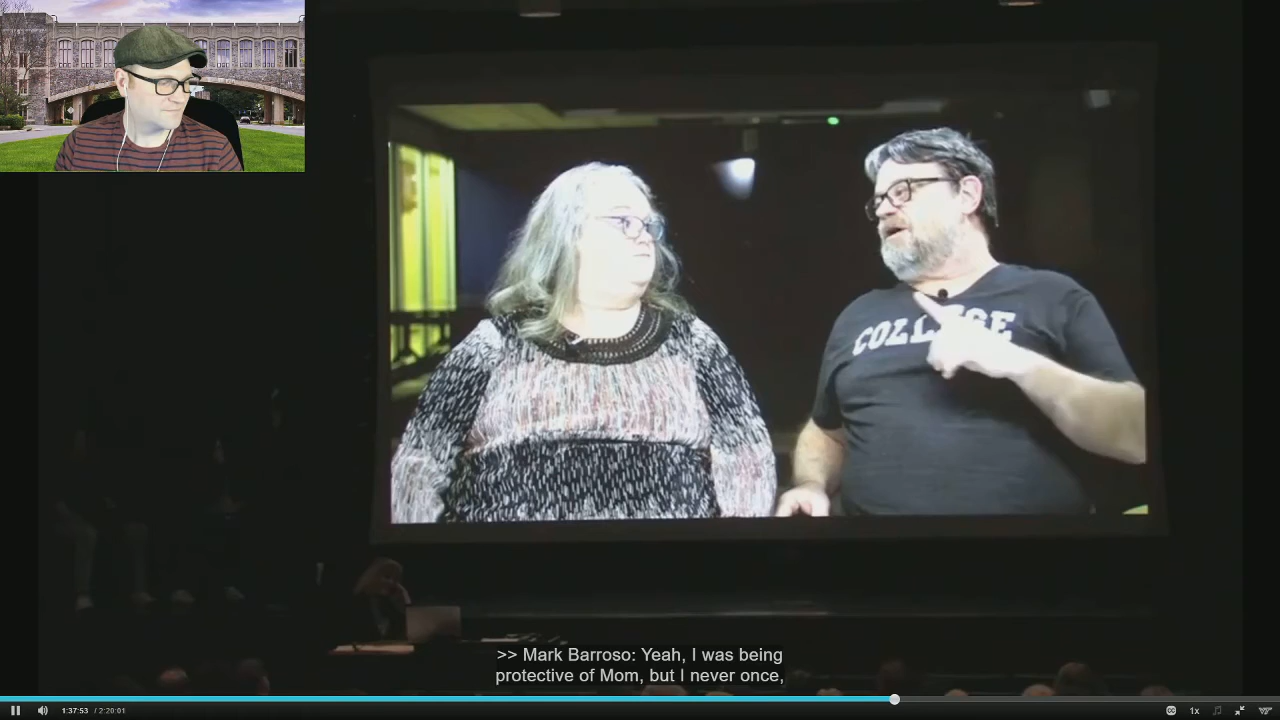 COLLEGE
>> Mark Barroso: Yeah, I was being
protective of Mom, but I never once,
1:37:53 / 2:20:01
CC
1x